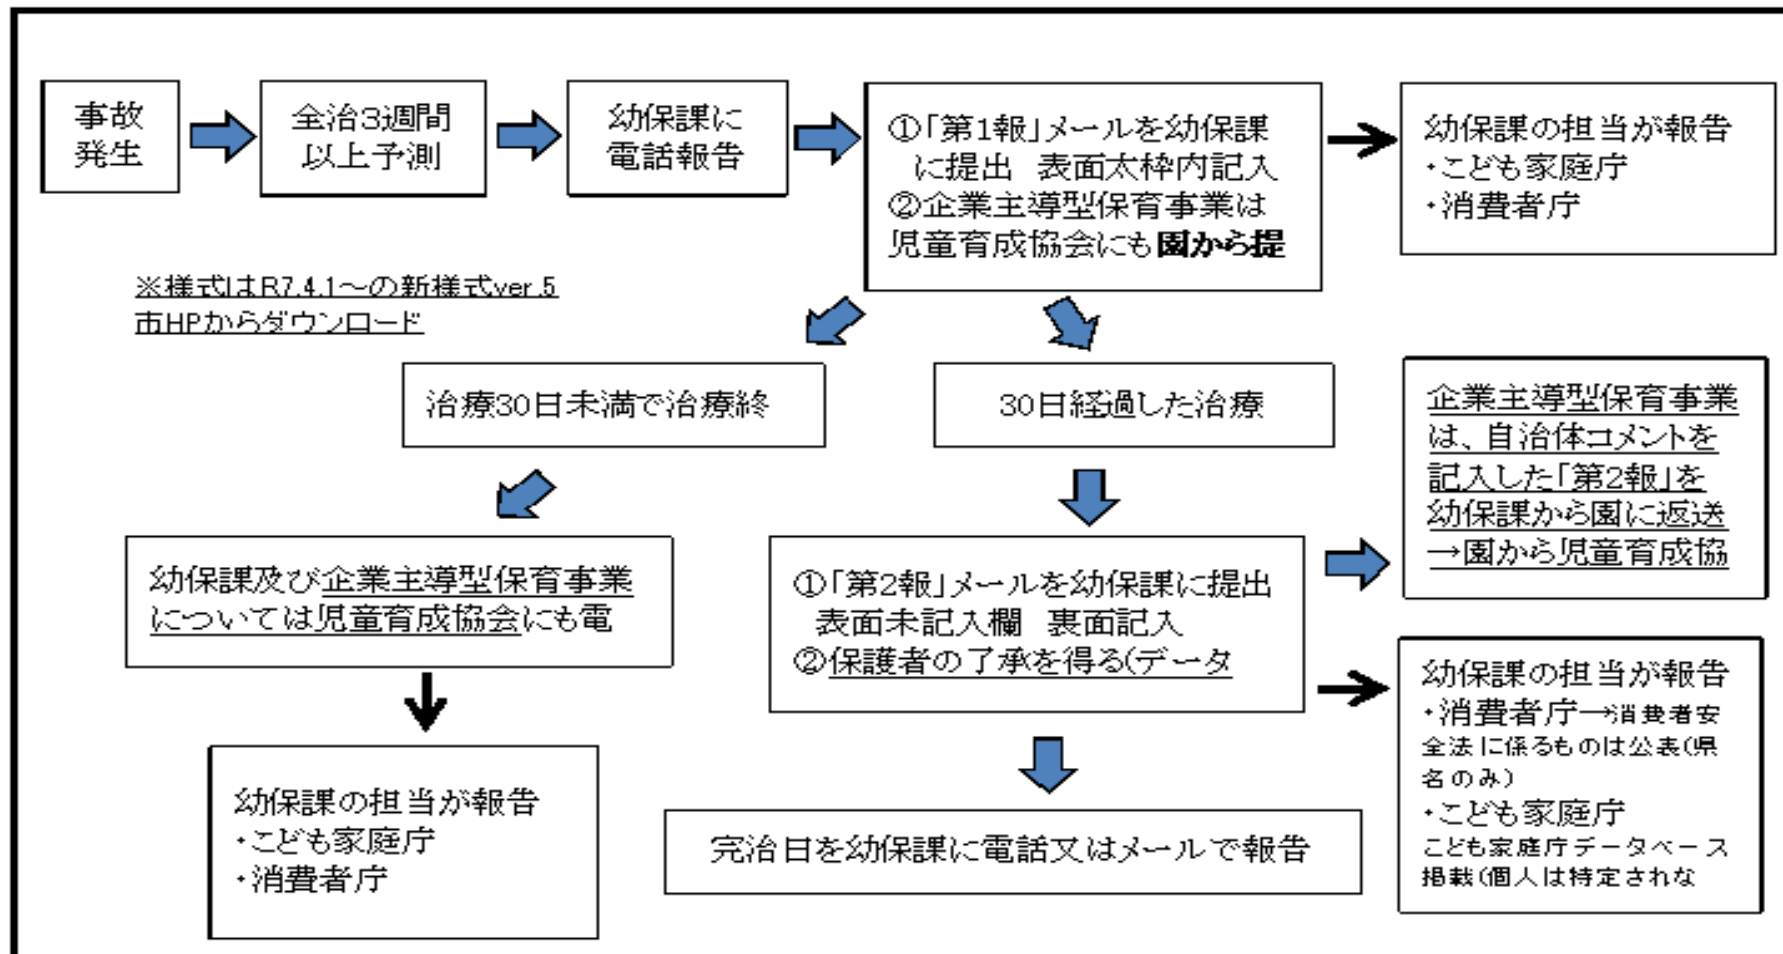 事故
発生
全治3週間
以上予測
幼保課に
電話報告
①「第1報」メールを幼保課
に提出 表面太枠内記入
②企業主導型保育事業は
児童育成協会にも園から提
幼保課の担当が報告
・こども家庭庁
・消費者庁
※様式はR7.4.1～の新様式ver.5
市HPからダウンロード
治療30日未満で治療終
30日経過した治療
企業主導型保育事業
は、自治体コメントを
記入した「第2報」を
幼保課から園に返送
→園から児童育成協
幼保課及び企業主導型保育事業
については児童育成協会にも電
①「第2報」メールを幼保課に提出
表面未記入欄 裏面記入
②保護者の了承を得る(データ
幼保課の担当が報告
・消費者庁→消費者安
全法に係るものは公表(県
名のみ)
・こども家庭庁
こども家庭庁データベース
掲載(個人は特定されな
幼保課の担当が報告
・こども家庭庁
・消費者庁
完治日を幼保課に電話又はメールで報告